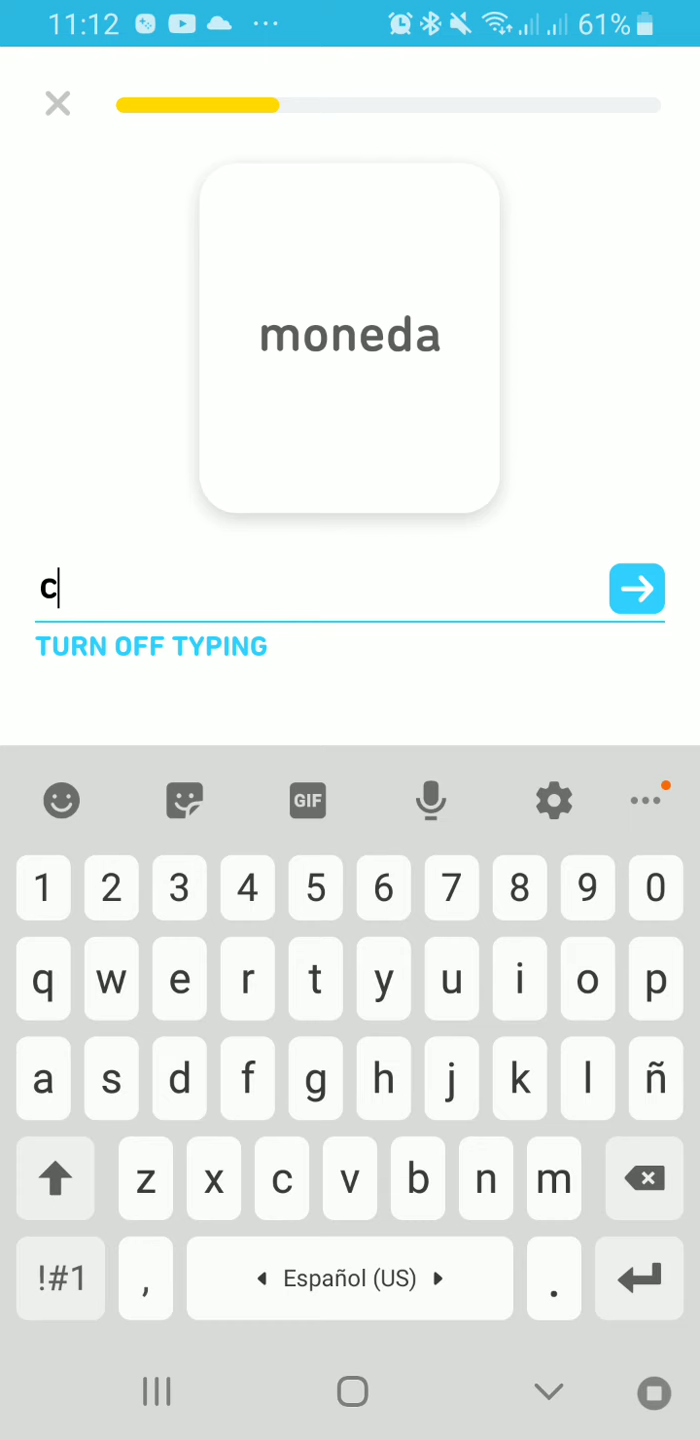 11:12 ... 61%
moneda
c
TURN OFF TYPING
GIF
1 2 3 4 5 6 7 8 9 0
q w e r t y u i o p
a s d f g h j k l ñ
z x c v b n m
!#1 , Español (US) .